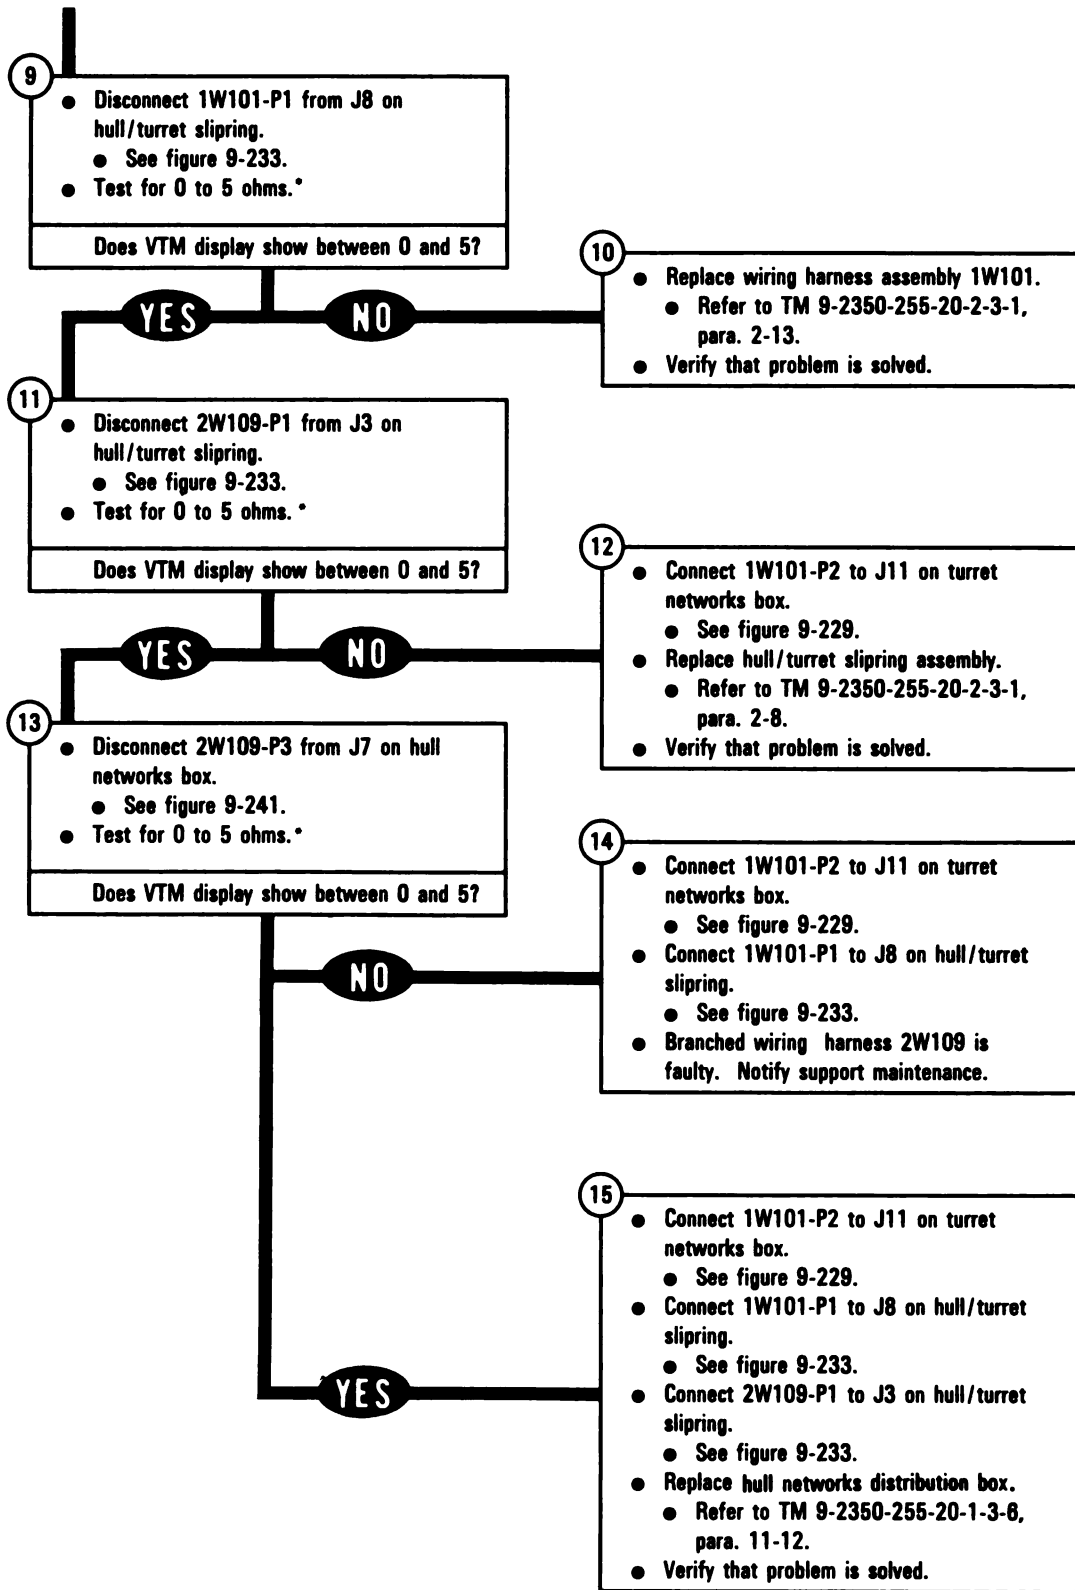 9
● Disconnect 1W101-P1 from J8 on
hull/turret slipring.
● See figure 9-233.
● Test for 0 to 5 ohms.*
Does VTM display show between 0 and 5?
YES
NO
10
● Replace wiring harness assembly 1W101.
● Refer to TM 9-2350-255-20-2-3-1,
para. 2-13.
● Verify that problem is solved.
11
● Disconnect 2W109-P1 from J3 on
hull/turret slipring.
● See figure 9-233.
● Test for 0 to 5 ohms. *
Does VTM display show between 0 and 5?
YES
NO
12
● Connect 1W101-P2 to J11 on turret
networks box.
● See figure 9-229.
● Replace hull/turret slipring assembly.
● Refer to TM 9-2350-255-20-2-3-1,
para. 2-8.
● Verify that problem is solved.
13
● Disconnect 2W109-P3 from J7 on hull
networks box.
● See figure 9-241.
● Test for 0 to 5 ohms.*
Does VTM display show between 0 and 5?
NO
14
● Connect 1W101-P2 to J11 on turret
networks box.
● See figure 9-229.
● Connect 1W101-P1 to J8 on hull/turret
slipring.
● See figure 9-233.
● Branched wiring harness 2W109 is
faulty. Notify support maintenance.
YES
15
● Connect 1W101-P2 to J11 on turret
networks box.
● See figure 9-229.
● Connect 1W101-P1 to J8 on hull/turret
slipring.
● See figure 9-233.
● Connect 2W109-P1 to J3 on hull/turret
slipring.
● See figure 9-233.
● Replace hull networks distribution box.
● Refer to TM 9-2350-255-20-1-3-6,
para. 11-12.
● Verify that problem is solved.